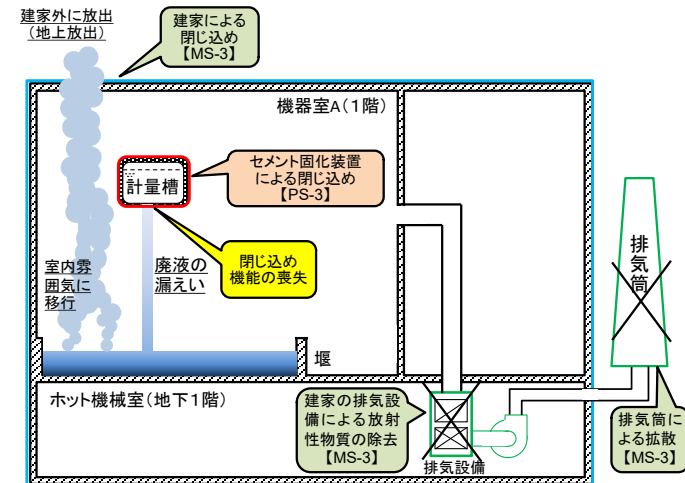 建家外に放出
（地上放出）
建家による
閉じ込め
【MS-3】
機器室A（1階）
計量槽
セメント固化装置
による閉じ込め
【PS-3】
閉じ込め
機能の喪失
室内雰
囲気に
移行
廃液の
漏えい
堰
排
気
筒
ホット機械室（地下1階）
建家の排気設
備による放射
性物質の除去
【MS-3】
排気設備
排気筒に
よる拡散
【MS-3】